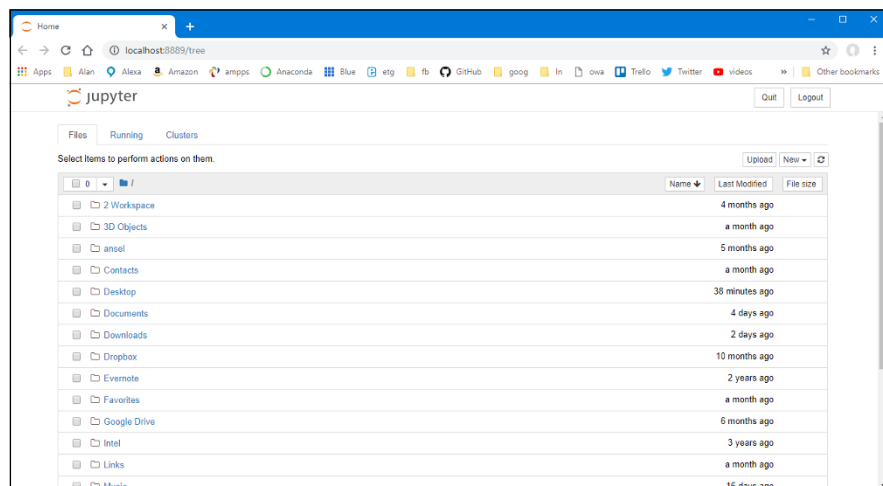 Home
localhost:8889/tree
Apps Alan Alexa Amazon ampps Anaconda Blue etg fb GitHub goog In owa Trello Twitter videos » Other bookmarks
jupyter Quit Logout
Files Running Clusters
Select items to perform actions on them. Upload New
0 / Name Last Modified File size
2 Workspace 4 months ago
3D Objects a month ago
ansel 5 months ago
Contacts a month ago
Desktop 38 minutes ago
Documents 4 days ago
Downloads 2 days ago
Dropbox 10 months ago
Evernote 2 years ago
Favorites a month ago
Google Drive 6 months ago
Intel 3 years ago
Links a month ago
Music 16 days ago